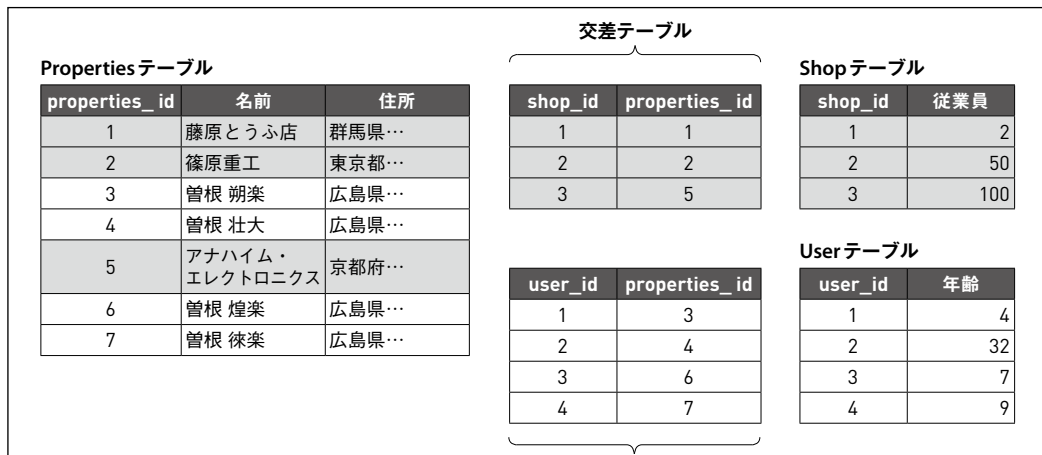 交差テーブル
Propertiesテーブル
properties_id 名前 住所
1 藤原とうふ店 群馬県…
2 篠原重工 東京都…
3 曽根 朔楽 広島県…
4 曽根 壮大 広島県…
5 アナハイム・
エレクトロニクス 京都府…
6 曽根 煌楽 広島県…
7 曽根 徠楽 広島県…
shop_id properties_id
1 1
2 2
3 5
Shopテーブル
shop_id 従業員
1 2
2 50
3 100
user_id properties_id
1 3
2 4
3 6
4 7
Userテーブル
user_id 年齢
1 4
2 32
3 7
4 9